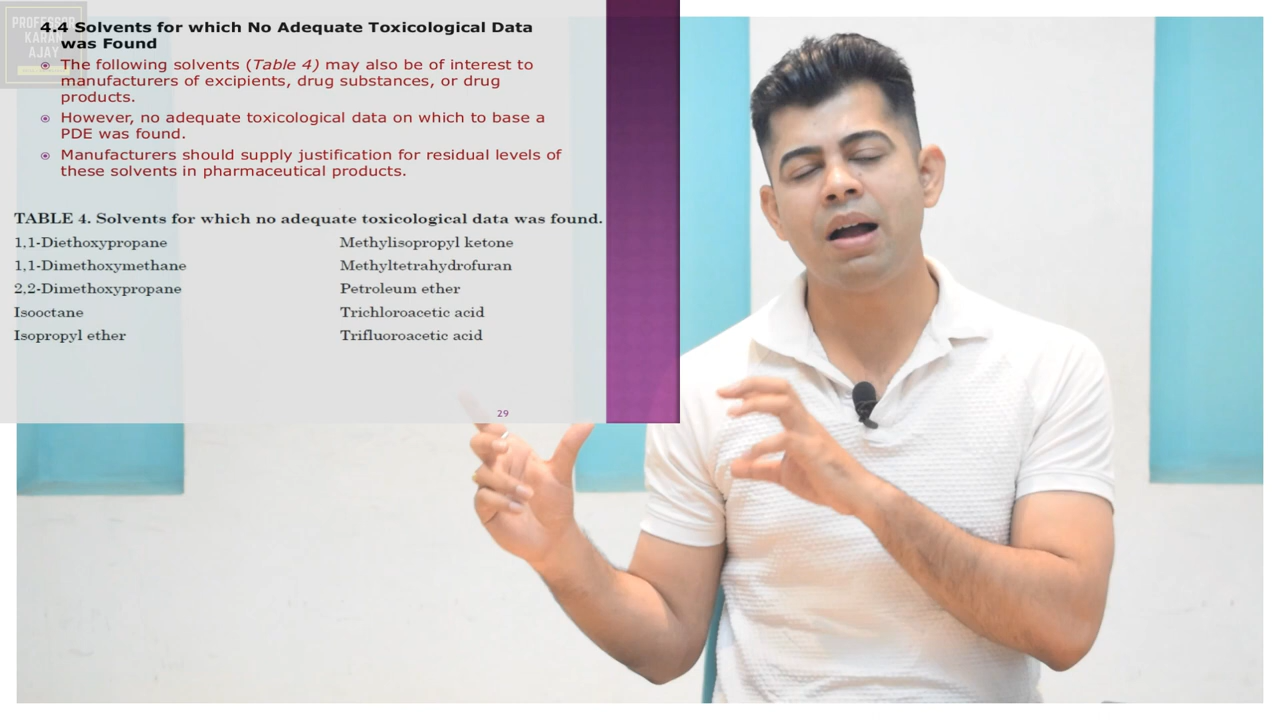 PROFESSOR
KARAN
AJAY
4.4 Solvents for which No Adequate Toxicological Data
was Found
The following solvents (Table 4) may also be of interest to
manufacturers of excipients, drug substances, or drug
products.
However, no adequate toxicological data on which to base a
PDE was found.
Manufacturers should supply justification for residual levels of
these solvents in pharmaceutical products.
TABLE 4. Solvents for which no adequate toxicological data was found.
1,1-Diethoxypropane Methylisopropyl ketone
1,1-Dimethoxymethane Methyltetrahydrofuran
2,2-Dimethoxypropane Petroleum ether
Isooctane Trichloroacetic acid
Isopropyl ether Trifluoroacetic acid
29